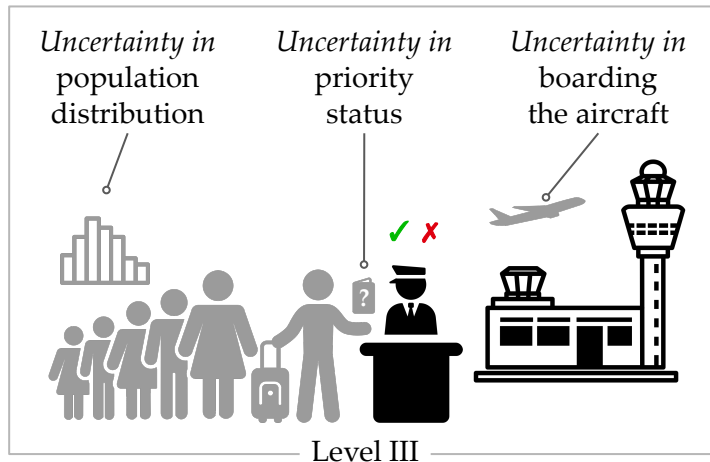 Uncertainty in
population
distribution
Uncertainty in
priority
status
Uncertainty in
boarding
the aircraft
?
Level III